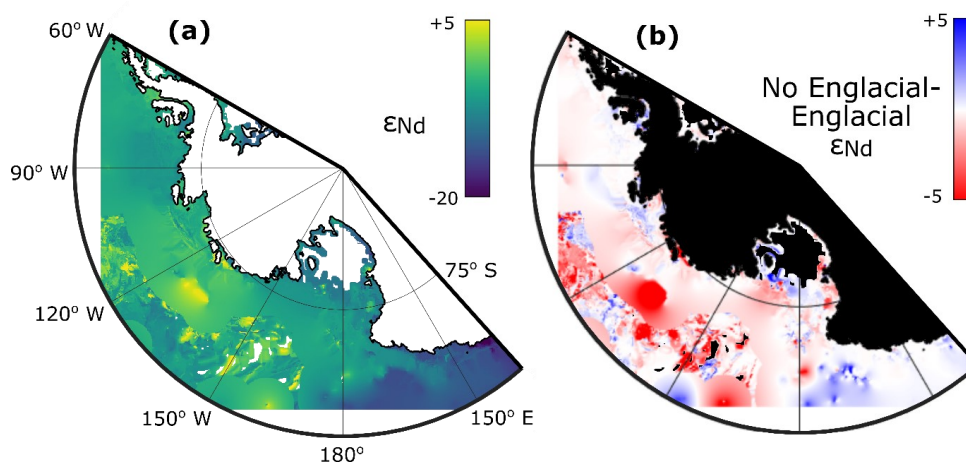 (a)
+5
εNd
-20
60° W
90° W
120° W
150° W
180°
150° E
75° S
(b)
+5
No Englacial-
Englacial
εNd
-5